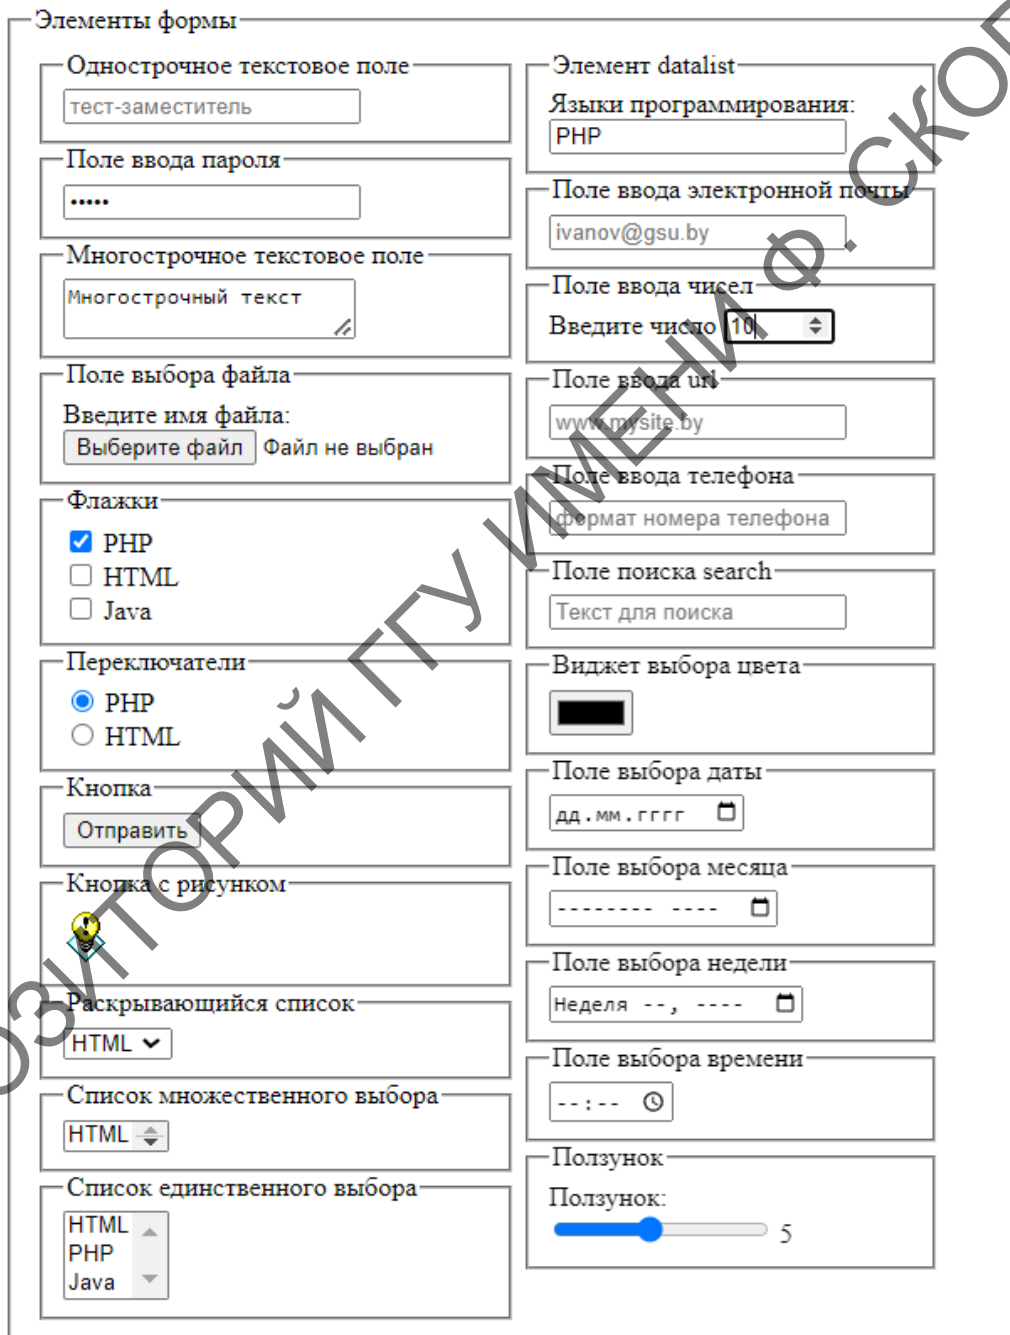 Элементы формы
Однострочное текстовое поле
тест-заместитель
Поле ввода пароля
•••••
Многострочное текстовое поле
Многострочный текст
Поле выбора файла
Введите имя файла:
Выберите файл Файл не выбран
Флажки
PHP
HTML
Java
Переключатели
PHP
HTML
Кнопка
Отправить
Кнопка с рисунком
Раскрывающийся список
HTML
Список множественного выбора
HTML
Список единственного выбора
HTML
PHP
Java
Элемент datalist
Языки программирования:
PHP
Поле ввода электронной почты
ivanov@gsu.by
Поле ввода чисел
Введите число 10
Поле ввода url
www.mysite.by
Поле ввода телефона
формат номера телефона
Поле поиска search
Текст для поиска
Виджет выбора цвета
Поле выбора даты
дд.мм.гггг
Поле выбора месяца
-------- ----
Поле выбора недели
Неделя --, ----
Поле выбора времени
--:--
Ползунок
Ползунок:
5
ОЗИТОРИЙ ГГУ ИМЕНИ Ф. СКОР